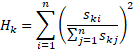 H_k = \sum_{i=1}^{n} \left( \frac{s_{ki}}{\sum_{j=1}^{n} s_{kj}} \right)^2